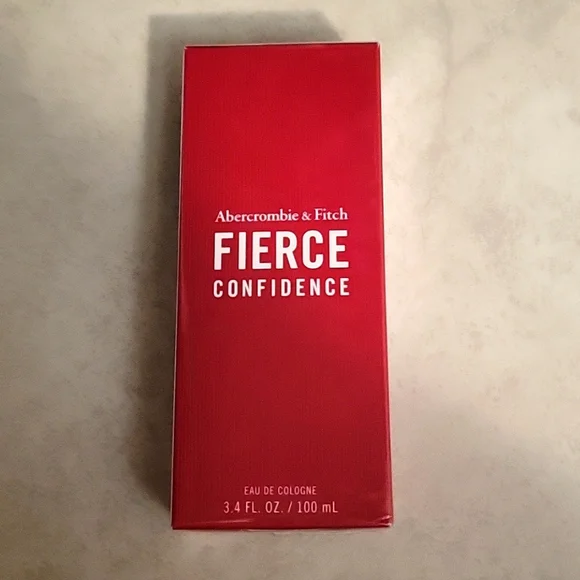 Abercrombie & Fitch
FIERCE
CONFIDENCE
EAU DE COLOGNE
3.4 FL. OZ. / 100 mL